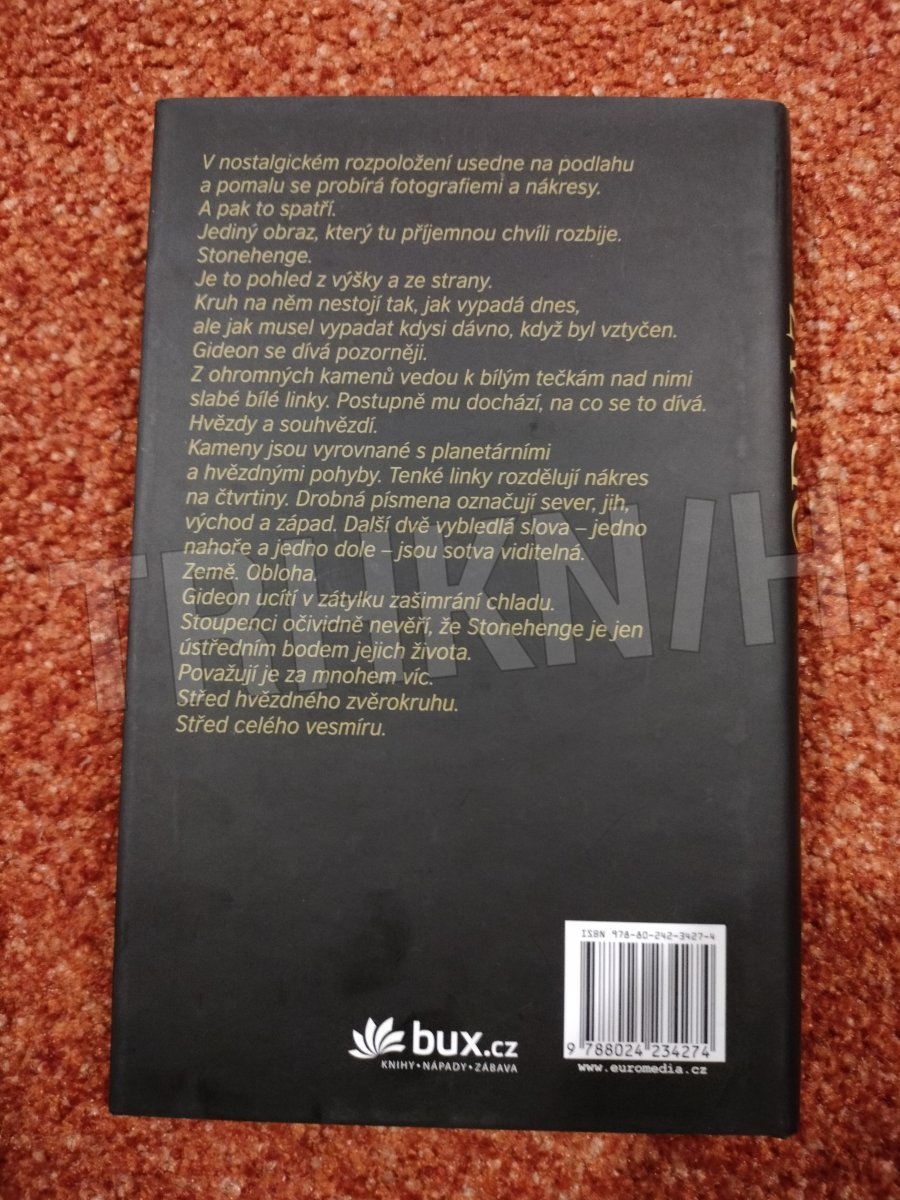 V nostalgickém rozpoložení usedne na podlahu
a pomalu se probírá fotografiemi a nákresy.
A pak to spatří.
Jediný obraz, který tu příjemnou chvíli rozbije.
Stonehenge.
Je to pohled z výšky a ze strany.
Kruh na něm nestojí tak, jak vypadá dnes,
ale jak musel vypadat kdysi dávno, když byl vztyčen.
Gideon se dívá pozorněji.
Z ohromných kamenů vedou k bílým tečkám nad nimi
slabé bílé linky. Postupně mu dochází, na co se to dívá.
Hvězdy a souhvězdí.
Kameny jsou vyrovnané s planetárními
a hvězdnými pohyby. Tenké linky rozdělují nákres
na čtvrtiny. Drobná písmena označují sever, jih,
východ a západ. Další dvě vybledlá slova – jedno
nahoře a jedno dole – jsou sotva viditelná.
Země. Obloha.
Gideon ucítí v zátylku zašimrání chladu.
Stoupenci očividně nevěří, že Stonehenge je jen
ústředním bodem jejich života.
Považují je za mnohem víc.
Střed hvězdného zvěrokruhu.
Střed celého vesmíru.
TRHKNIH
ISBN 978-80-242-3427-4
9 788024 234274
www.euromedia.cz
bux.cz
KNIHY•NÁPADY•ZÁBAVA